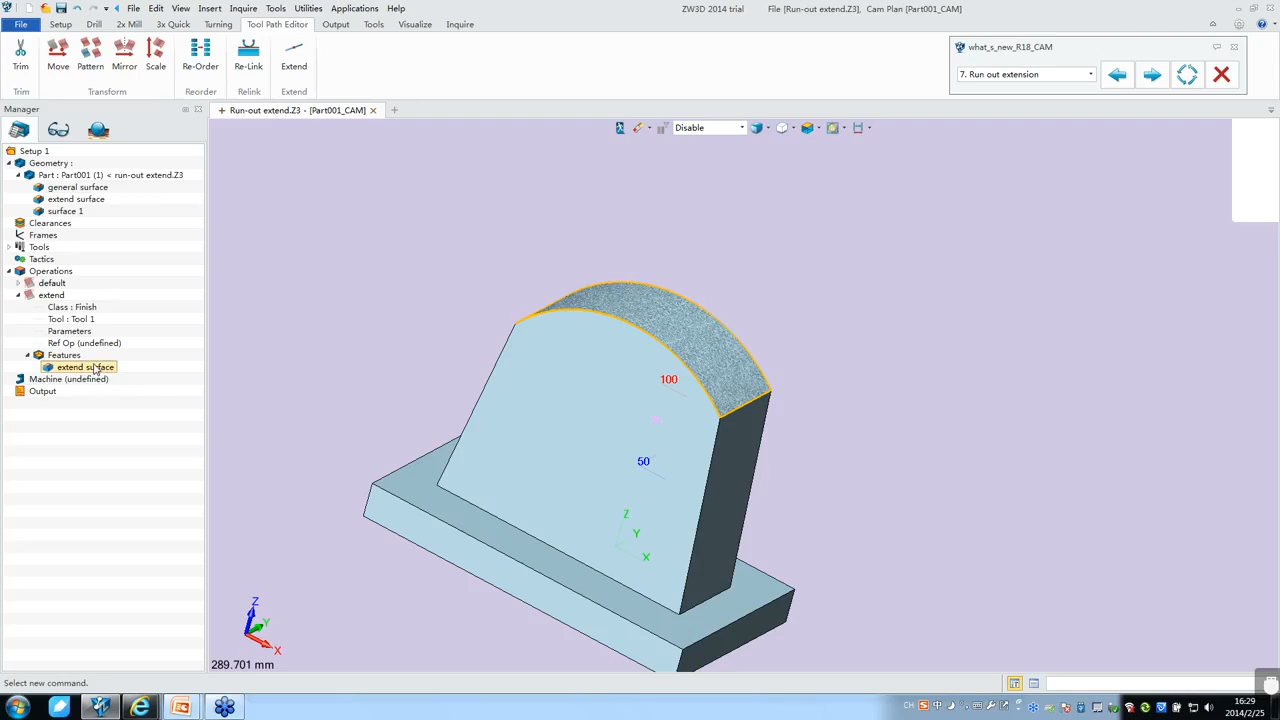 File Edit View Insert Inquire Tools Utilities Applications Help
ZW3D 2014 trial File [Run-out extend.Z3], Cam Plan [Part001_CAM]
File Setup Drill 2x Mill 3x Quick Turning Tool Path Editor Output Tools Visualize Inquire
Trim Move Pattern Mirror Scale Re-Order Re-Link Extend
Trim Transform Reorder Relink Extend
what_s_new_R18_CAM
7. Run out extension
Manager
Run-out extend.Z3 - [Part001_CAM]
Disable
Setup 1
Geometry :
Part : Part001 (1) < run-out extend.Z3
general surface
extend surface
surface 1
Clearances
Frames
Tools
Tactics
Operations
default
extend
Class : Finish
Tool : Tool 1
Parameters
Ref Op (undefined)
Features
extend surface
Machine (undefined)
Output
100
50
Z
Y
X
Z
Y
X
289.701 mm
Select new command.
CH
16:29
2014/2/25